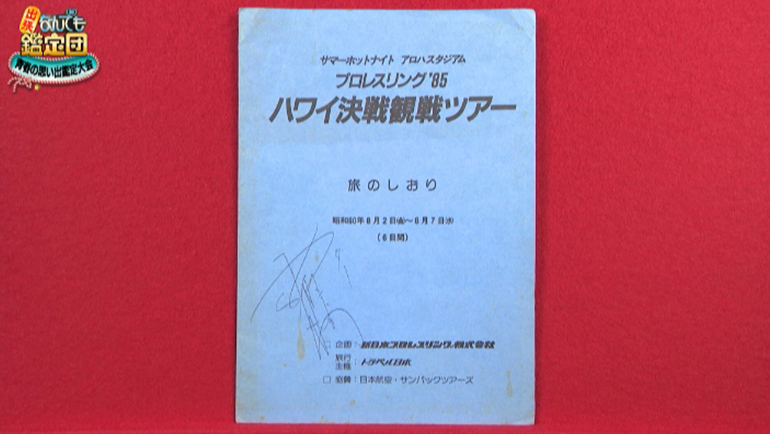 出張なんでも
鑑定団
青春の思い出鑑定大会
サマーホットナイト アロハスタジアム
プロレスリング'85
ハワイ決戦観戦ツアー
旅のしおり
昭和60年8月2日㈮〜8月7日㈬
(6日間)
□ 企画:新日本プロレスリング株式会社
旅行
主催:トラベル日本
□ 協賛:日本航空・サンパックツアーズ